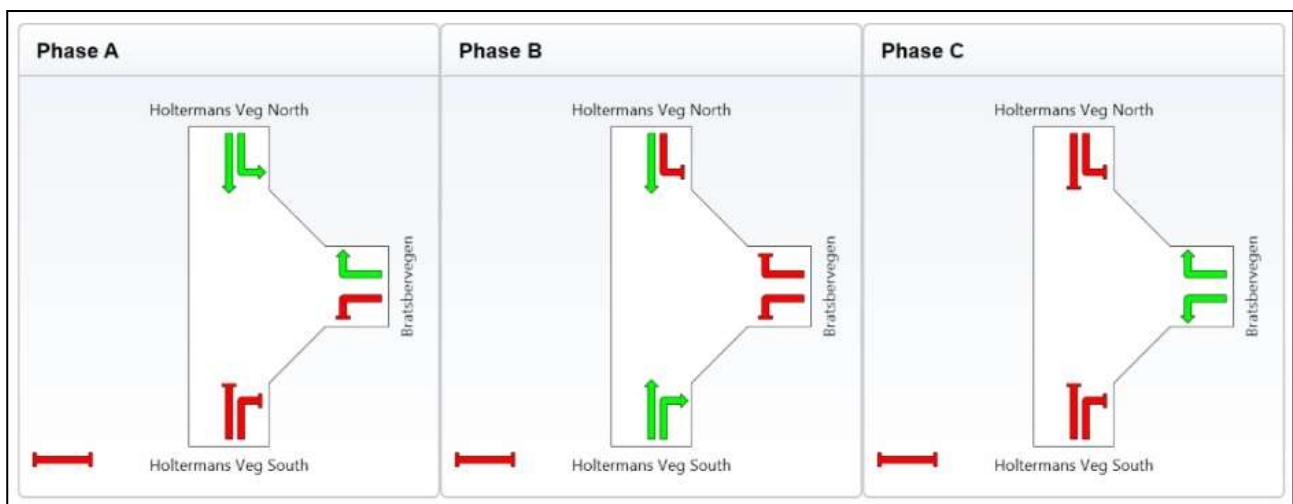 Phase A
Holtermans Veg North
Bratsbervegen
Holtermans Veg South
Phase B
Holtermans Veg North
Bratsbervegen
Holtermans Veg South
Phase C
Holtermans Veg North
Bratsbervegen
Holtermans Veg South